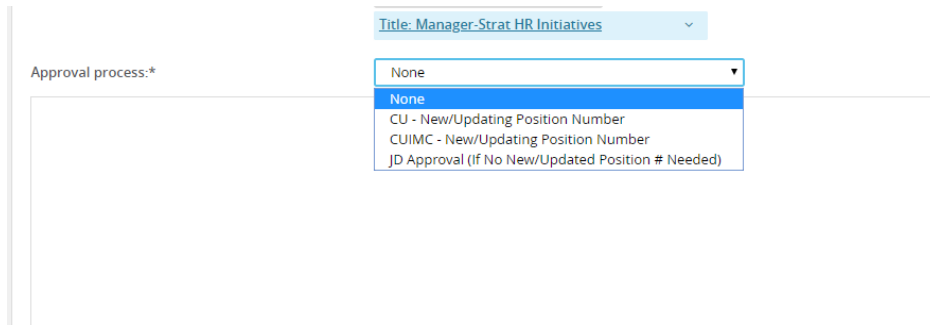 Title: Manager-Strat HR Initiatives
Approval process:*
None
None
CU - New/Updating Position Number
CUIMC - New/Updating Position Number
JD Approval (If No New/Updated Position # Needed)